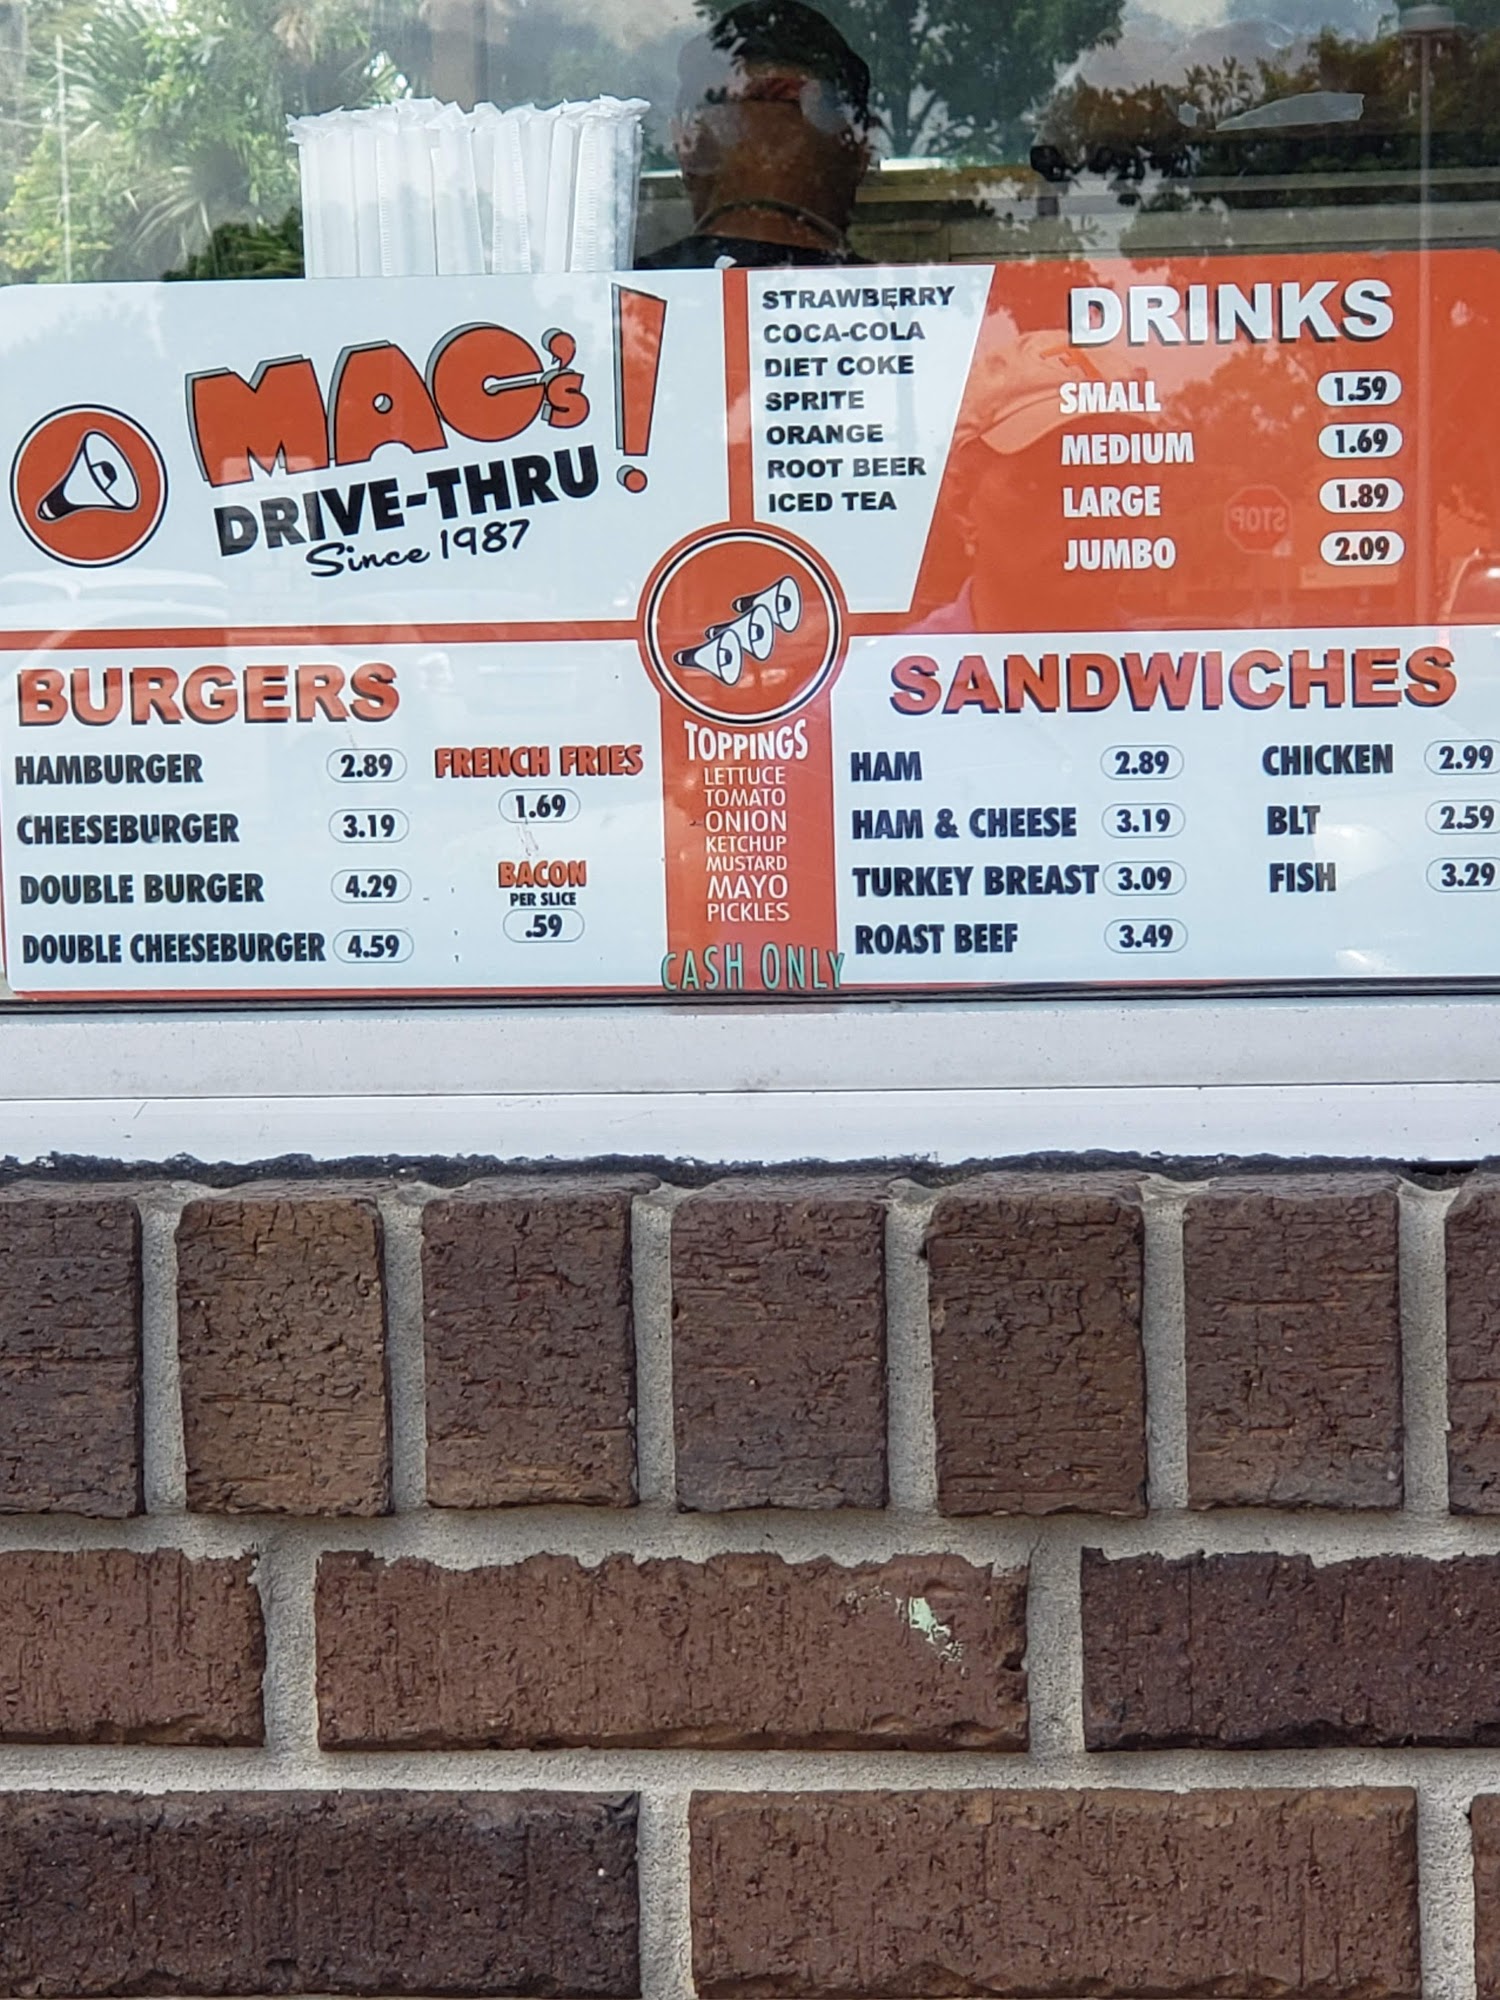 MAC's!
DRIVE-THRU
Since 1987
STRAWBERRY
COCA-COLA
DIET COKE
SPRITE
ORANGE
ROOT BEER
ICED TEA
DRINKS
SMALL 1.59
MEDIUM 1.69
LARGE 1.89
JUMBO 2.09
STOP
BURGERS
HAMBURGER 2.89
CHEESEBURGER 3.19
DOUBLE BURGER 4.29
DOUBLE CHEESEBURGER 4.59
FRENCH FRIES
1.69
BACON
PER SLICE
.59
TOPPINGS
LETTUCE
TOMATO
ONION
KETCHUP
MUSTARD
MAYO
PICKLES
CASH ONLY
SANDWICHES
HAM 2.89
HAM & CHEESE 3.19
TURKEY BREAST 3.09
ROAST BEEF 3.49
CHICKEN 2.99
BLT 2.59
FISH 3.29